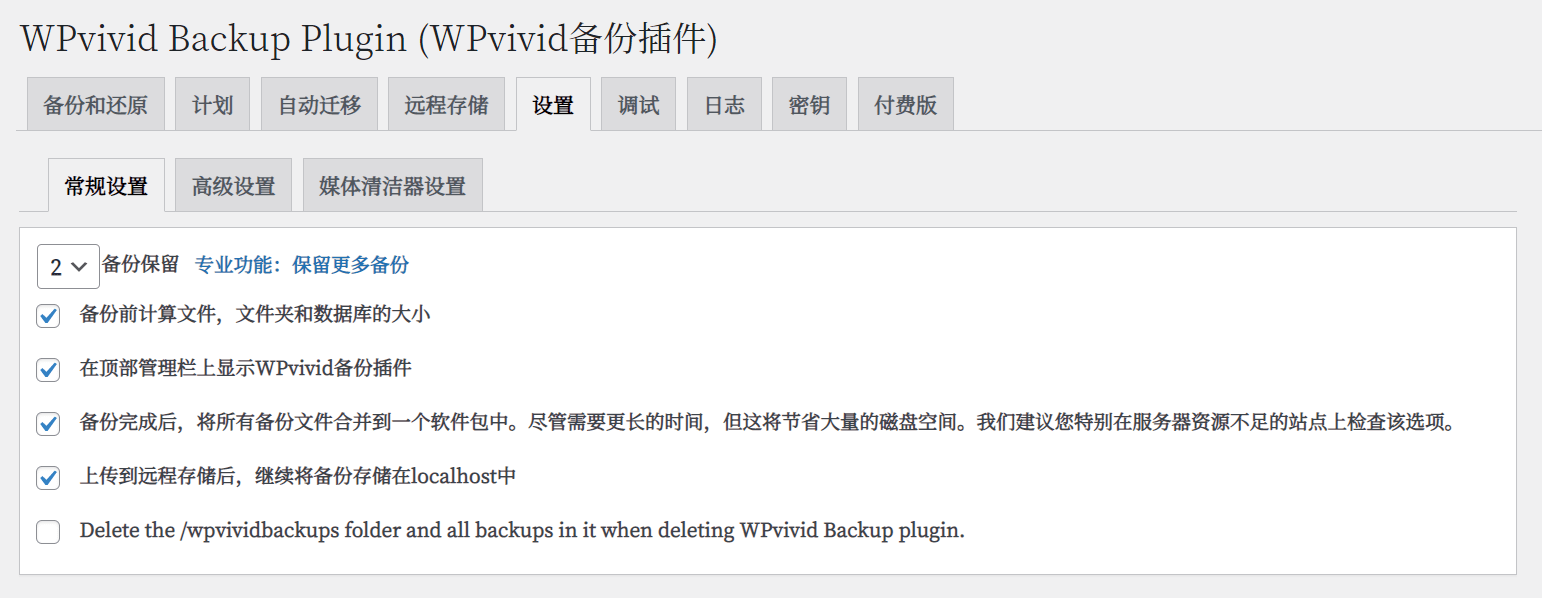 WPvivid Backup Plugin (WPvivid备份插件)
备份和还原 计划 自动迁移 远程存储 设置 调试 日志 密钥 付费版
常规设置 高级设置 媒体清洁器设置
2 备份保留 专业功能：保留更多备份
备份前计算文件，文件夹和数据库的大小
在顶部管理栏上显示WPvivid备份插件
备份完成后，将所有备份文件合并到一个软件包中。尽管需要更长的时间，但这将节省大量的磁盘空间。我们建议您特别在服务器资源不足的站点上检查该选项。
上传到远程存储后，继续将备份存储在localhost中
Delete the /wpvividbackups folder and all backups in it when deleting WPvivid Backup plugin.